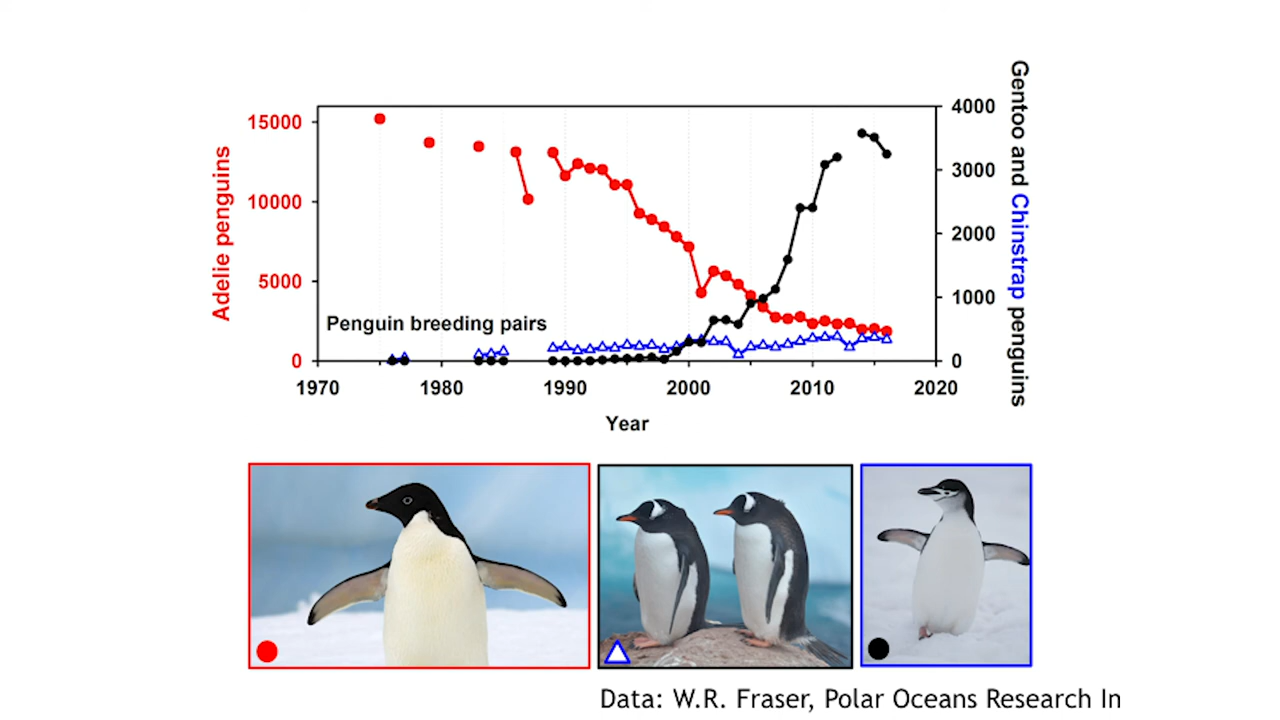 Gentoo and Chinstrap penguins
Adelie penguins
15000
10000
5000
0
4000
3000
2000
1000
0
Penguin breeding pairs
1970 1980 1990 2000 2010 2020
Year
Data: W.R. Fraser, Polar Oceans Research In